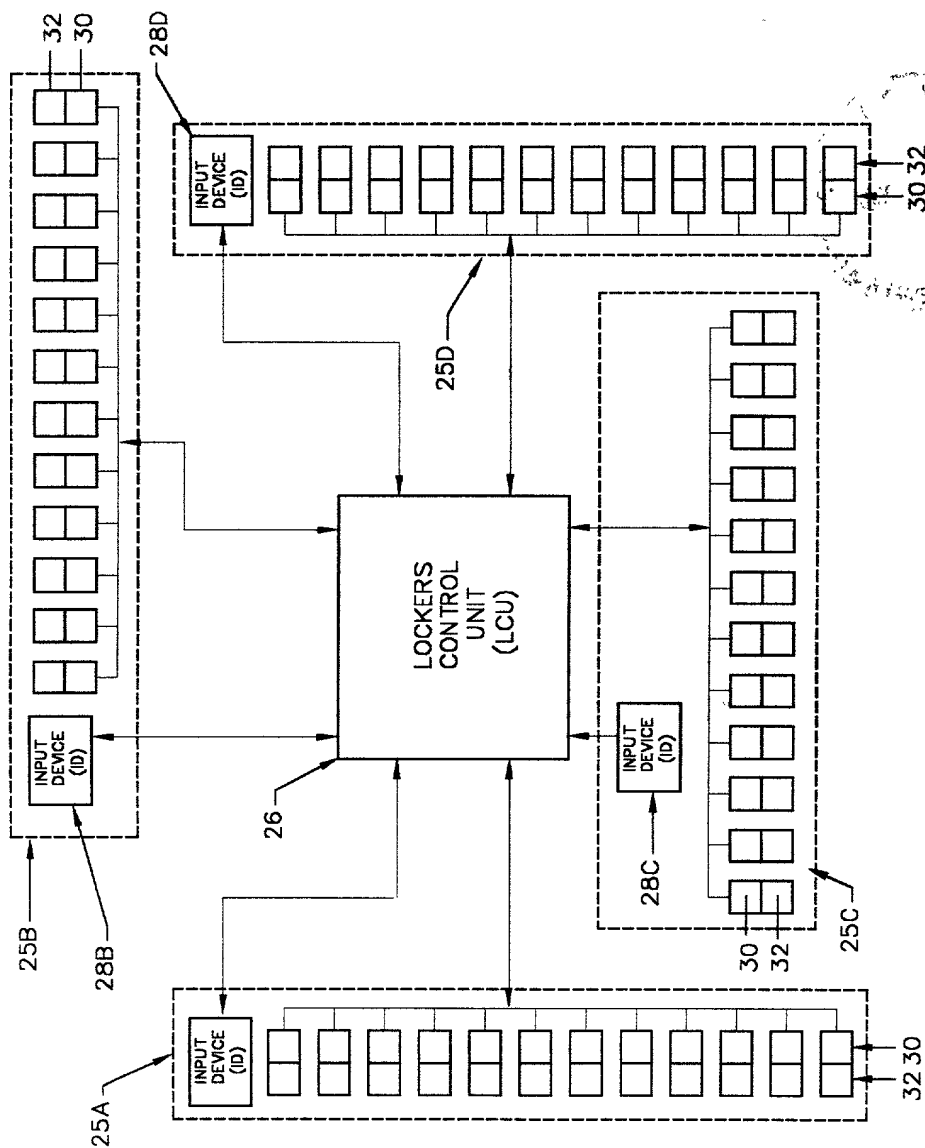 25B
32
INPUT
DEVICE
(ID)
30
25A
28B
28D
INPUT
DEVICE
(ID)
INPUT
DEVICE
(ID)
26
LOCKERS
CONTROL
UNIT
(LCU)
25D
28C
INPUT
DEVICE
(ID)
30
32
25C
32 30
30 32